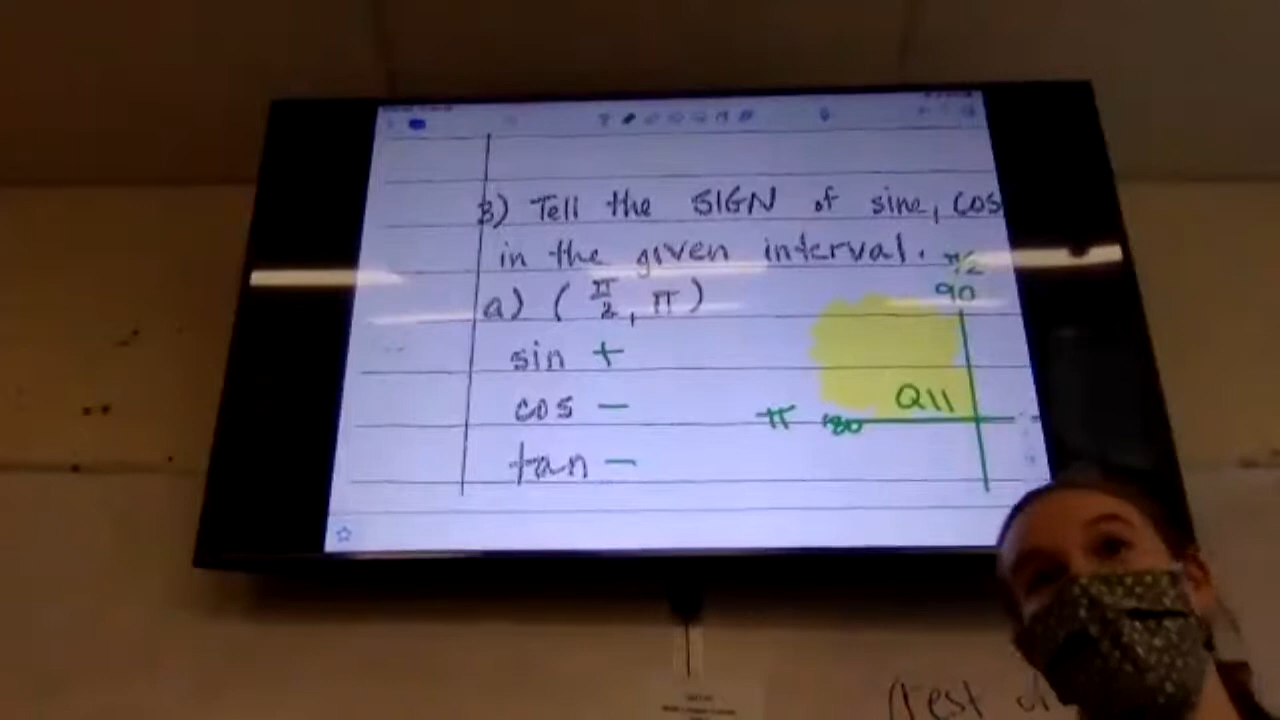 3) Tell the SIGN of sine, cos
in the given interval.
π/2
90
a) (π/2, π)
sin +
cos −
QII
π 180
tan −
(Test